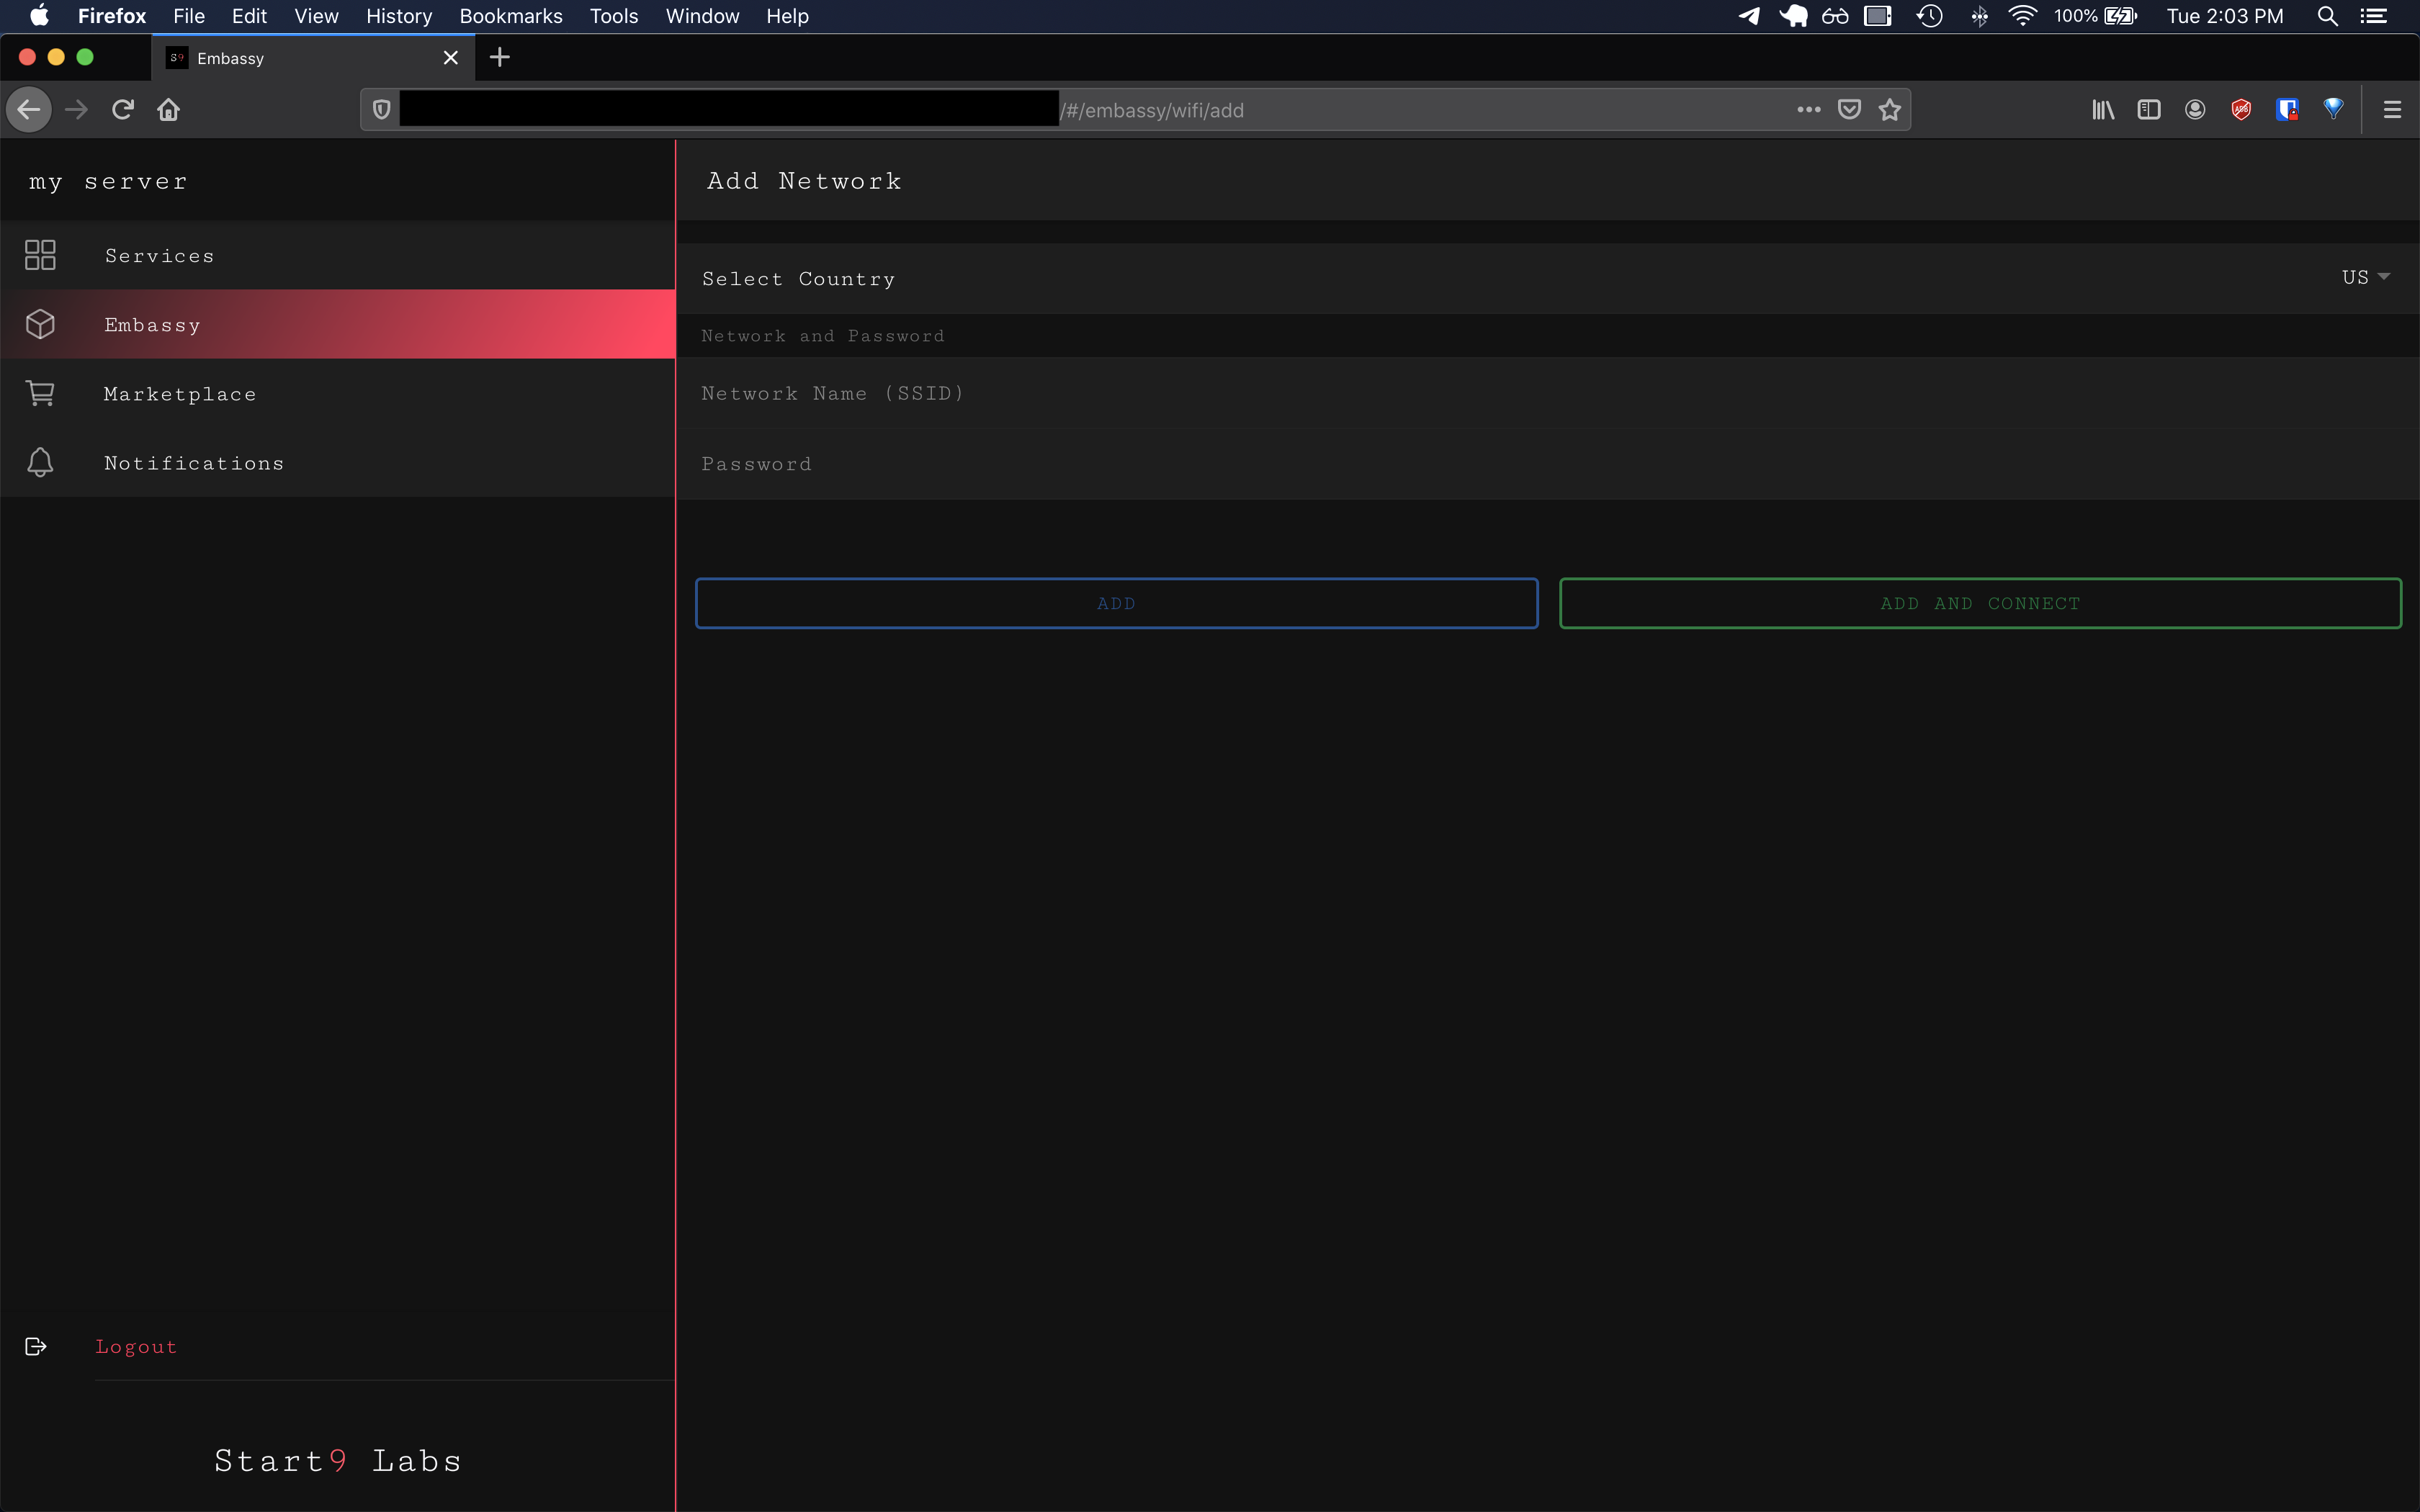 Firefox File Edit View History Bookmarks Tools Window Help 100% Tue 2:03 PM
S9 Embassy
/#/embassy/wifi/add
my server
Add Network
Services
Select Country US
Embassy
Network and Password
Marketplace
Network Name (SSID)
Notifications
Password
ADD ADD AND CONNECT
Logout
Start9 Labs